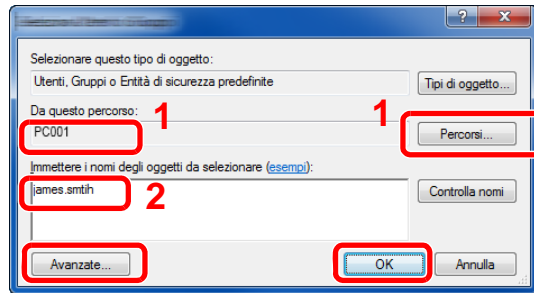 Selezionare questo tipo di oggetto:
Utenti, Gruppi o Entità di sicurezza predefinite
Tipi di oggetto...
Da questo percorso:
1
1
PC001
Percorsi...
Immettere i nomi degli oggetti da selezionare (esempi):
james.smtih
2
Controlla nomi
Avanzate...
OK
Annulla